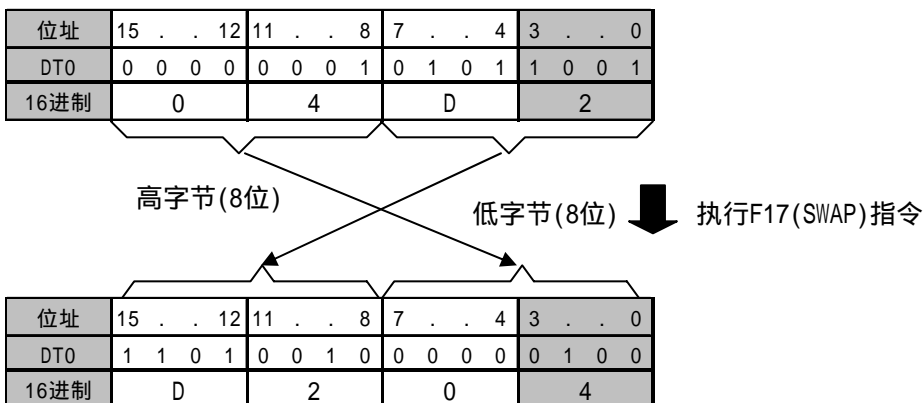 位址 15 . . 12 11 . . 8 7 . . 4 3 . . 0
DT0 0 0 0 0 0 0 0 1 0 1 0 1 1 0 0 1
16进制 0 4 D 2
高字节(8位)
低字节(8位) 执行F17(SWAP)指令
位址 15 . . 12 11 . . 8 7 . . 4 3 . . 0
DT0 1 1 0 1 0 0 1 0 0 0 0 0 0 1 0 0
16进制 D 2 0 4